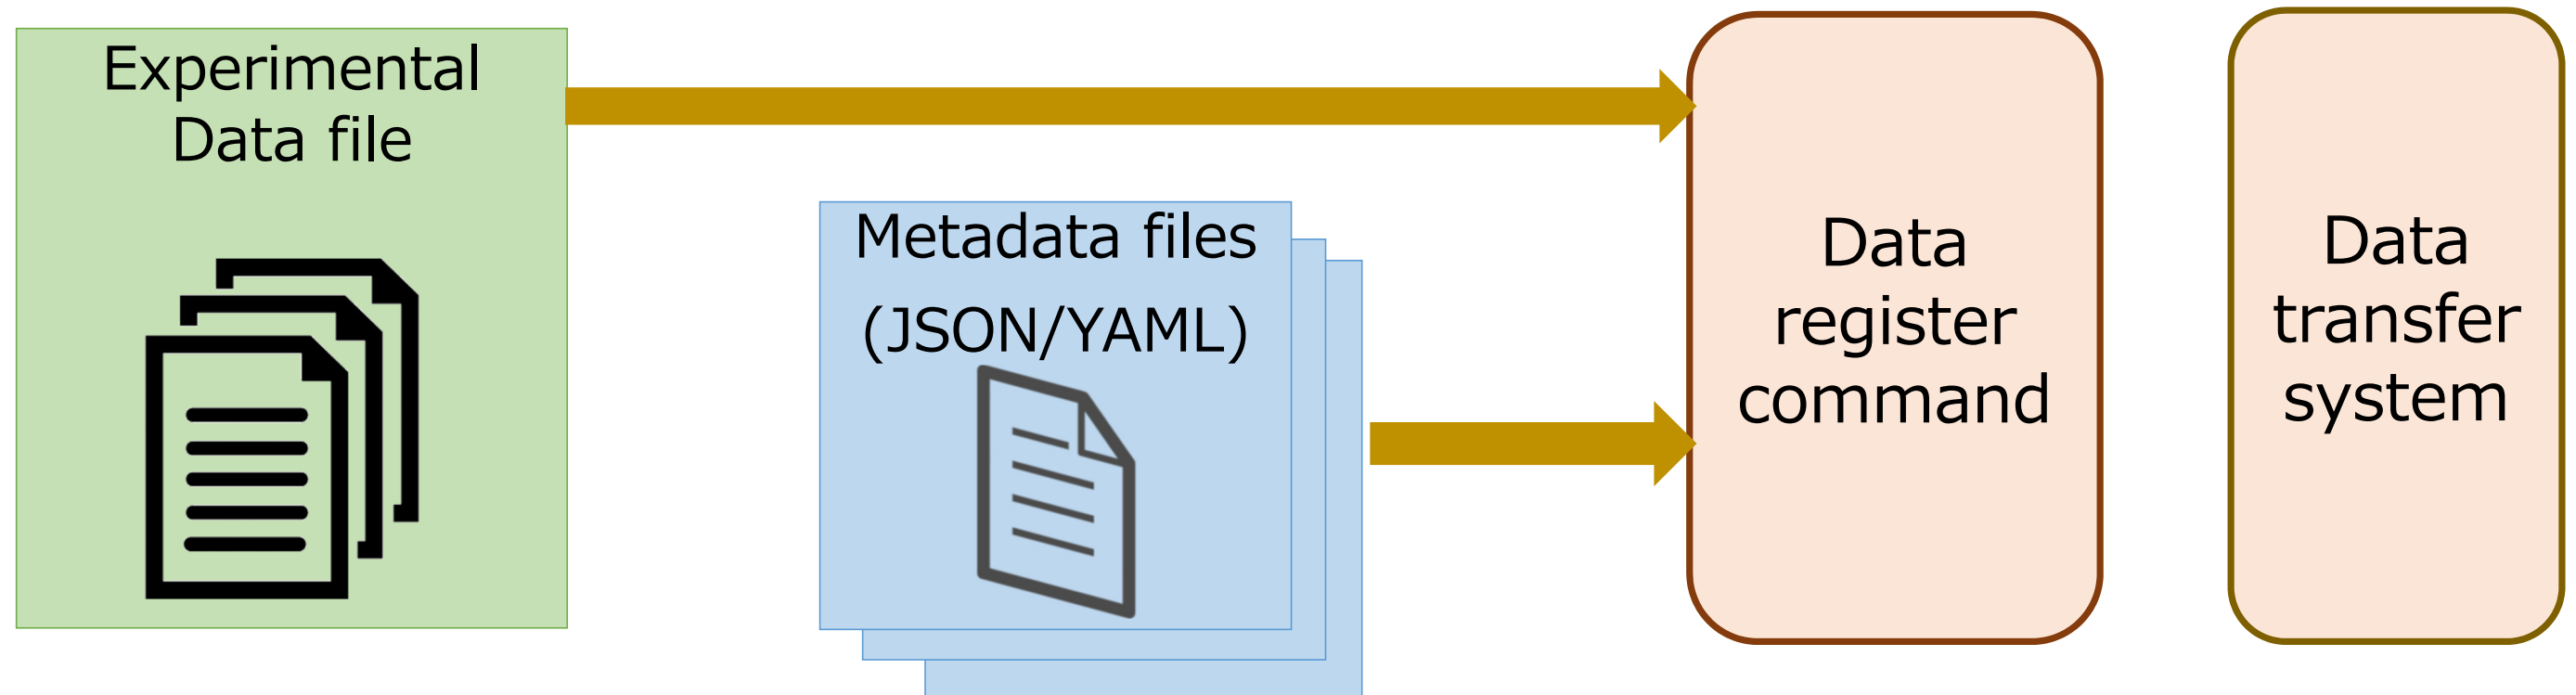 Experimental
Data file
Metadata files
(JSON/YAML)
Data
register
command
Data
transfer
system